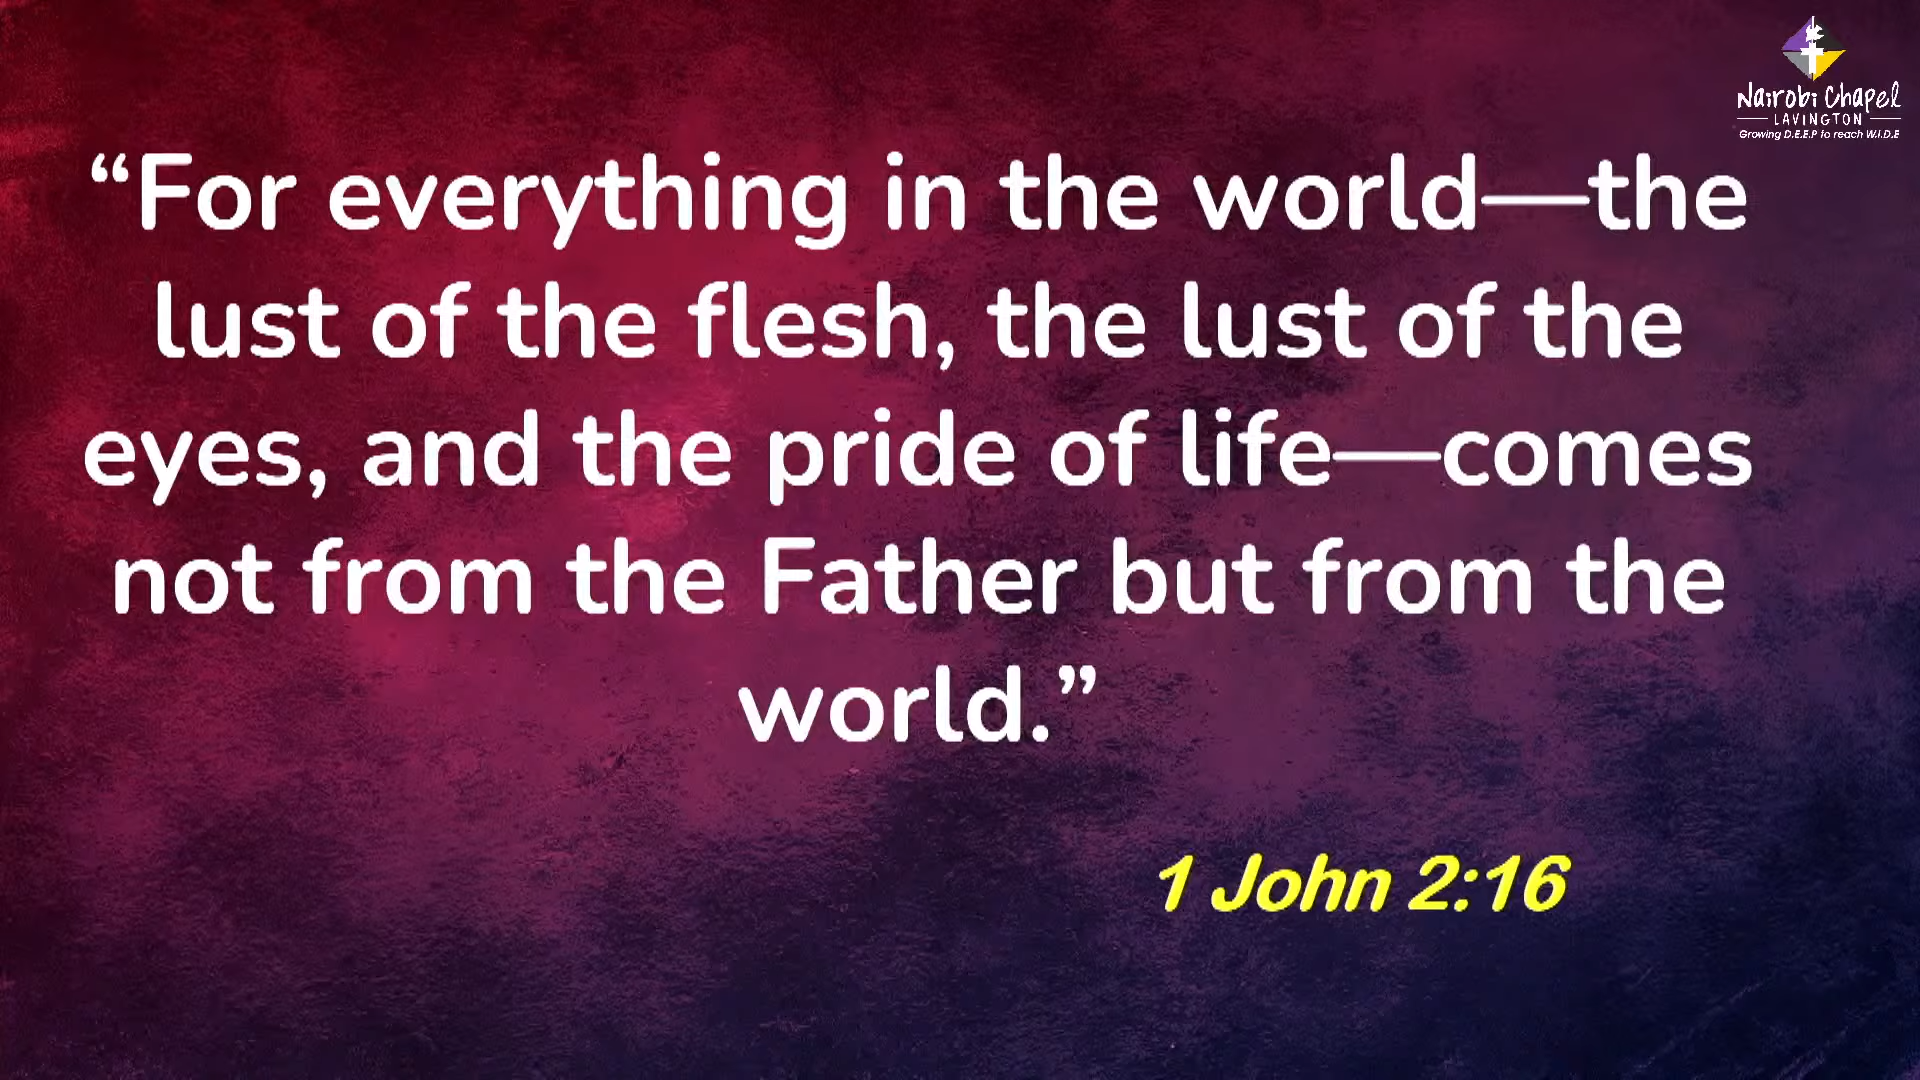 Nairobi Chapel
LAVINGTON
Growing D.E.E.P to reach W.I.D.E
“For everything in the world—the
lust of the flesh, the lust of the
eyes, and the pride of life—comes
not from the Father but from the
world.”
1 John 2:16